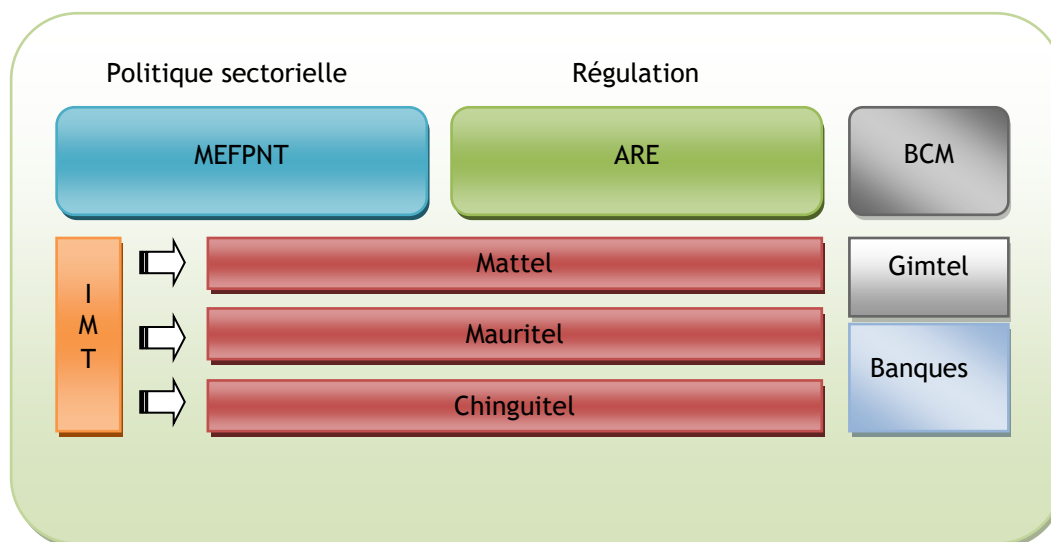 Politique sectorielle
Régulation
MEFPNT
ARE
BCM
I
M
T
Mattel
Mauritel
Chinguitel
Gimtel
Banques